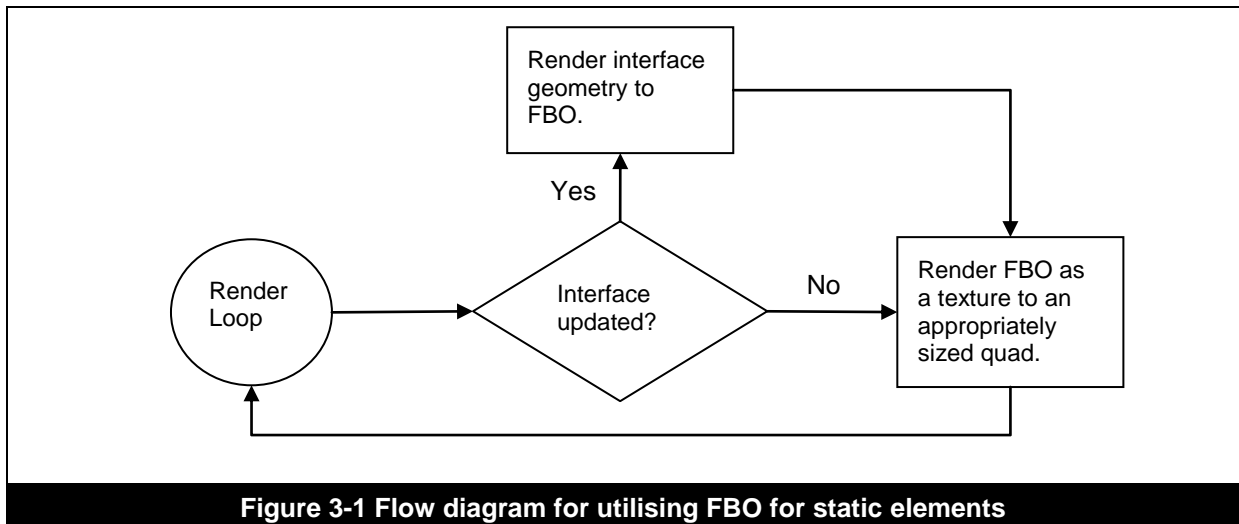 Render interface
geometry to
FBO.
Yes
Render
Loop
Interface
updated?
No
Render FBO as
a texture to an
appropriately
sized quad.
Figure 3-1 Flow diagram for utilising FBO for static elements